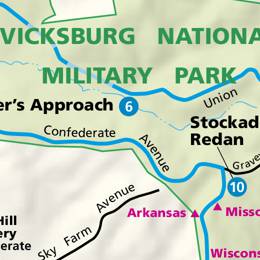 VICKSBURG NATIONA
MILITARY PARK
er's Approach 6
Union
Confederate Avenue
Stockad
Redan
Grave
10
Sky Farm Avenue
Arkansas
Misso
Hill
ery
erate
Wiscons